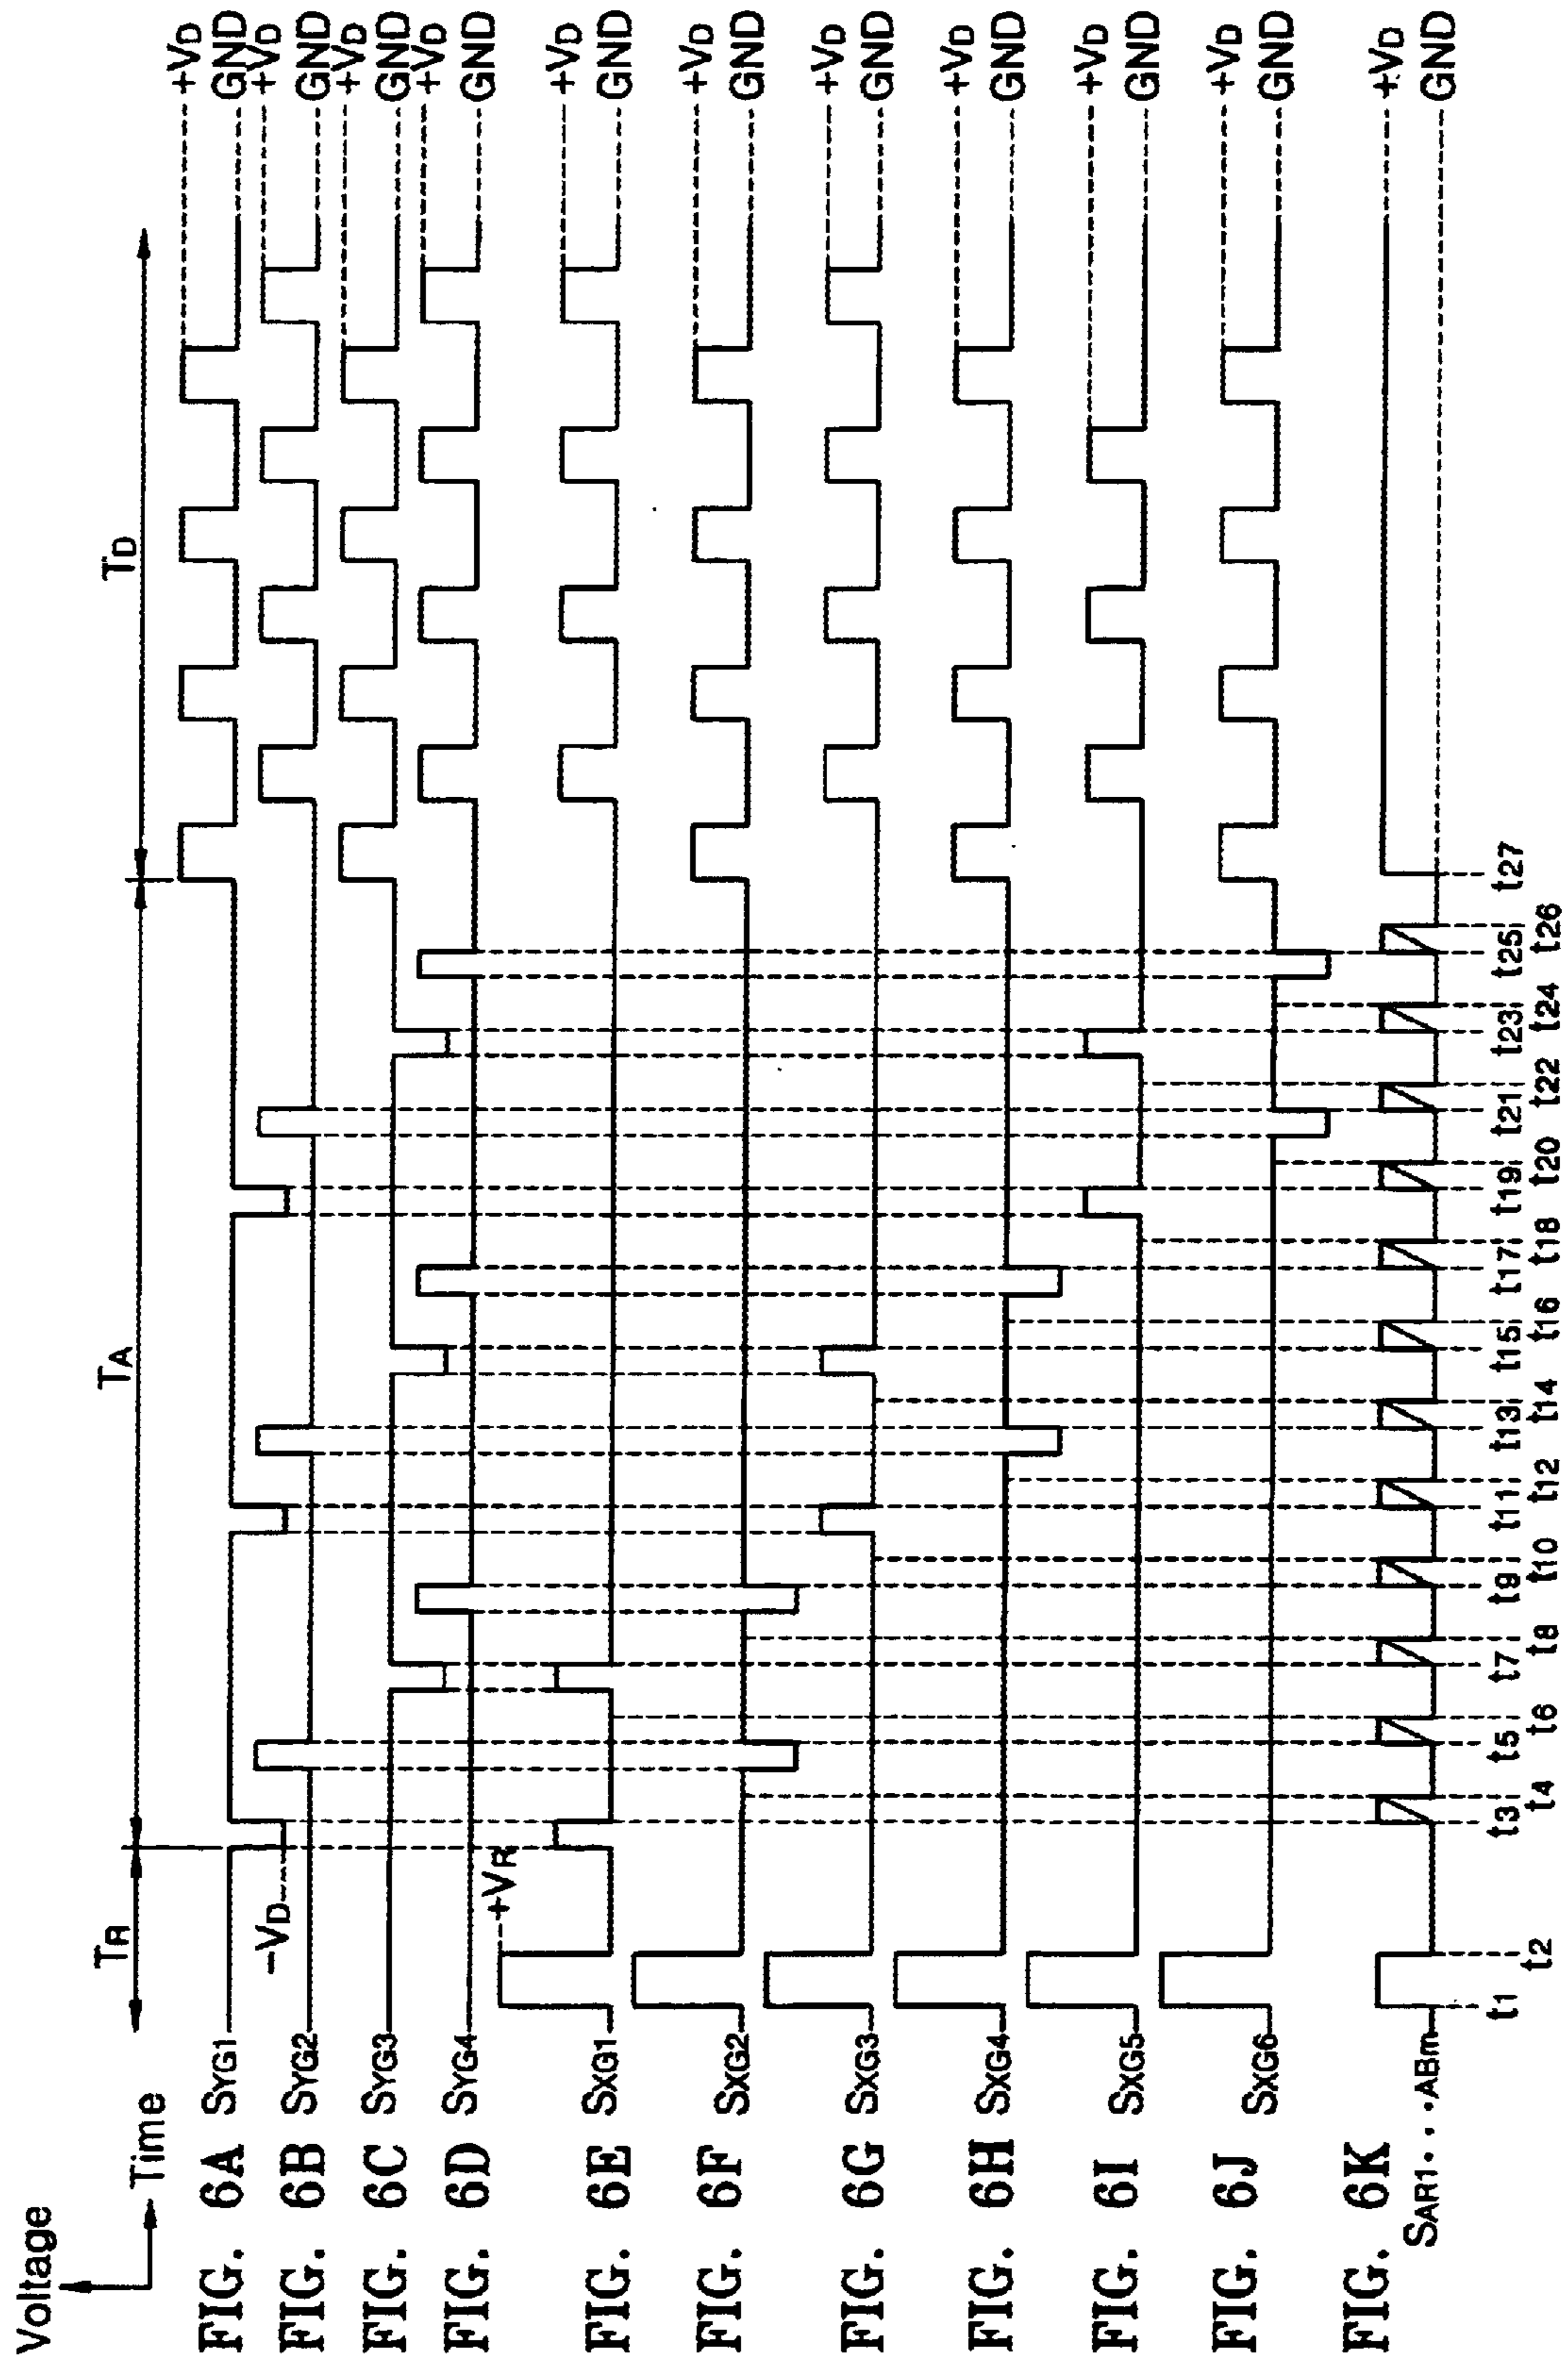 Voltage
Time
TR
TA
TD
FIG. 6A SYG1
-VD
+VD
GND
FIG. 6B SYG2
+VD
GND
FIG. 6C SYG3
+VD
GND
FIG. 6D SYG4
+VD
GND
+VR
FIG. 6E SXG1
+VD
GND
FIG. 6F SXG2
+VD
GND
FIG. 6G SXG3
+VD
GND
FIG. 6H SXG4
+VD
GND
FIG. 6I SXG5
+VD
GND
FIG. 6J SXG6
+VD
GND
FIG. 6K SAR1...ABm
+VD
GND
t1 t3 t5 t7 t9 t11 t13 t15 t17 t19 t21 t23 t25 t27
t2 t4 t6 t8 t10 t12 t14 t16 t18 t20 t22 t24 t26